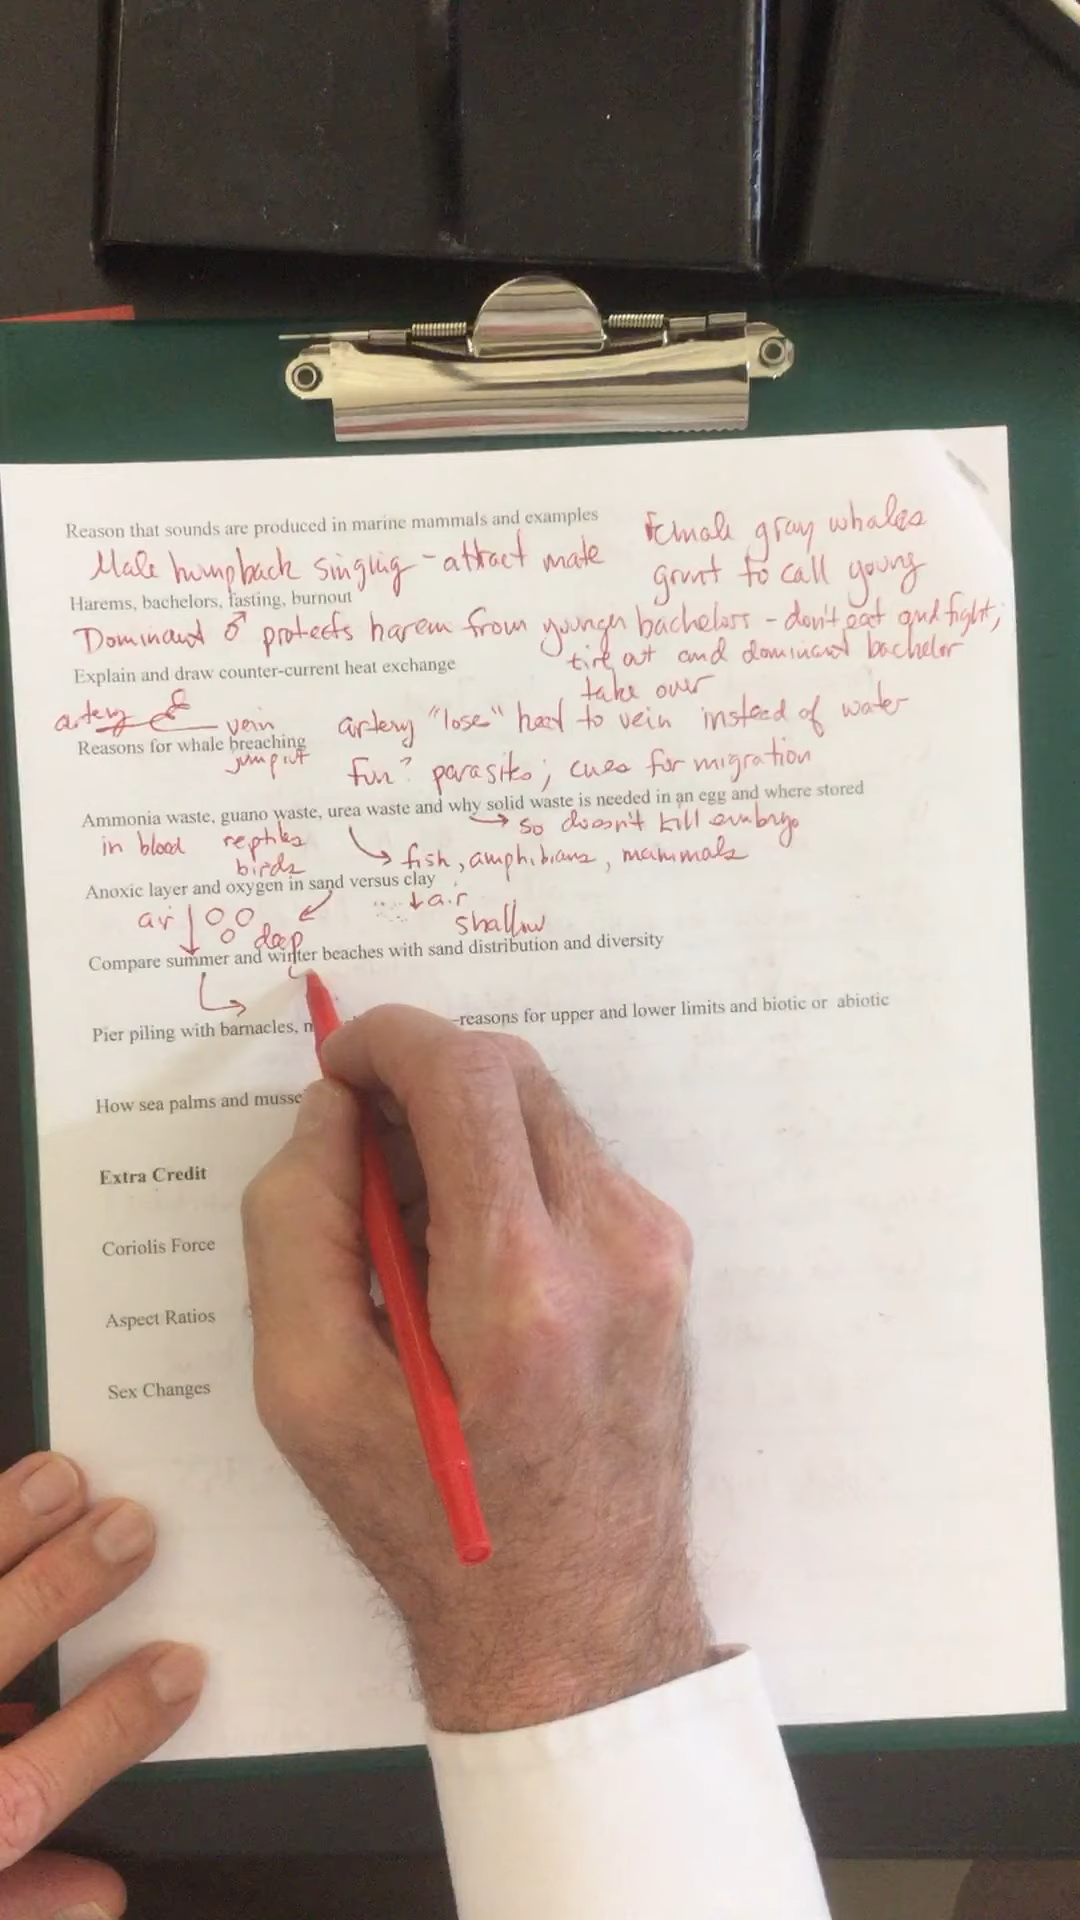 Reason that sounds are produced in marine mammals and examples
Male humpback singing - attract mate
Female gray whales
grunt to call young
Harems, bachelors, fasting, burnout
Dominant ♂ protects harem from younger bachelors - don't eat and fight;
tire out and dominant bachelor
take over
Explain and draw counter-current heat exchange
artery
vein
artery "lose" heat to vein instead of water
Reasons for whale breaching
jump out
fun? parasites; cues for migration
Ammonia waste, guano waste, urea waste and why solid waste is needed in an egg and where stored
→ so doesn't kill embryo
in blood reptiles
birds
→ fish, amphibians, mammals
Anoxic layer and oxygen in sand versus clay
air ↓
deep
↓ air
shallow
Compare summer and winter beaches with sand distribution and diversity
Pier piling with barnacles, –reasons for upper and lower limits and biotic or abiotic
How sea palms and
Extra Credit
Coriolis Force
Aspect Ratios
Sex Changes